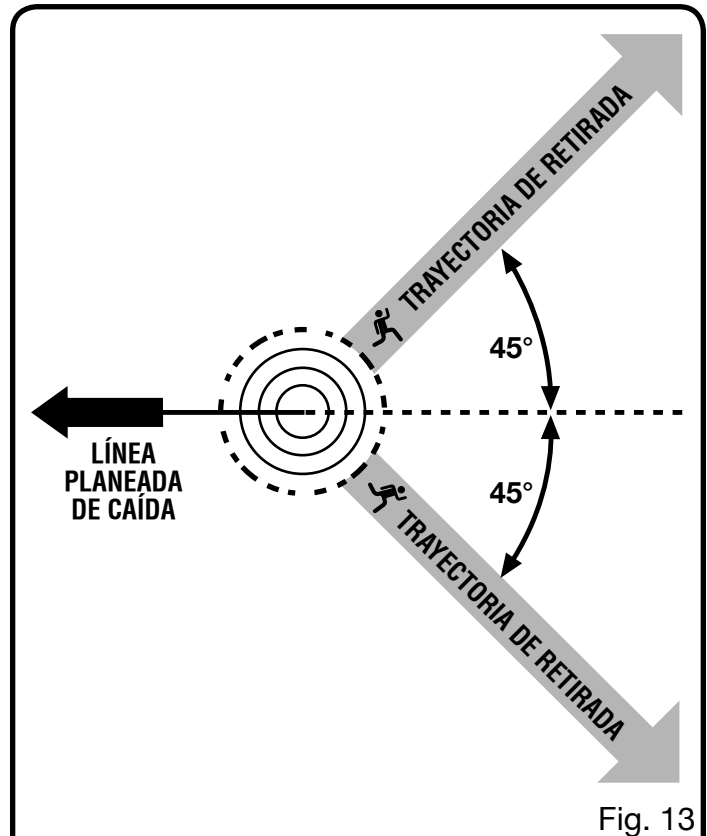 TRAYECTORIA DE RETIRADA
45°
LÍNEA
PLANEADA
DE CAÍDA
45°
TRAYECTORIA DE RETIRADA
Fig. 13